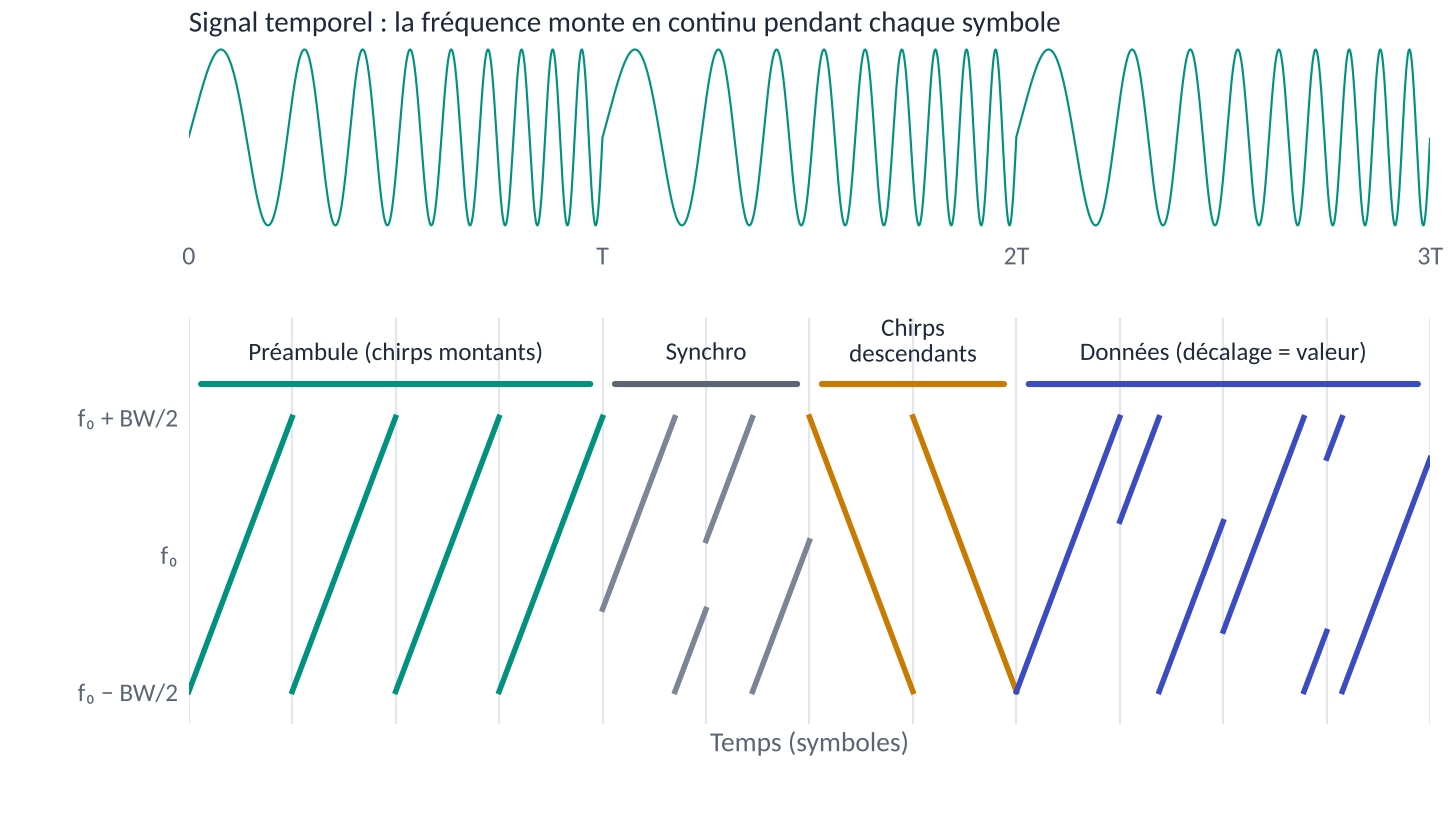 Signal temporel : la fréquence monte en continu pendant chaque symbole
0
T
2T
3T
Préambule (chirps montants)
Synchro
Chirps
descendants
Données (décalage = valeur)
f₀ + BW/2
f₀
f₀ − BW/2
Temps (symboles)